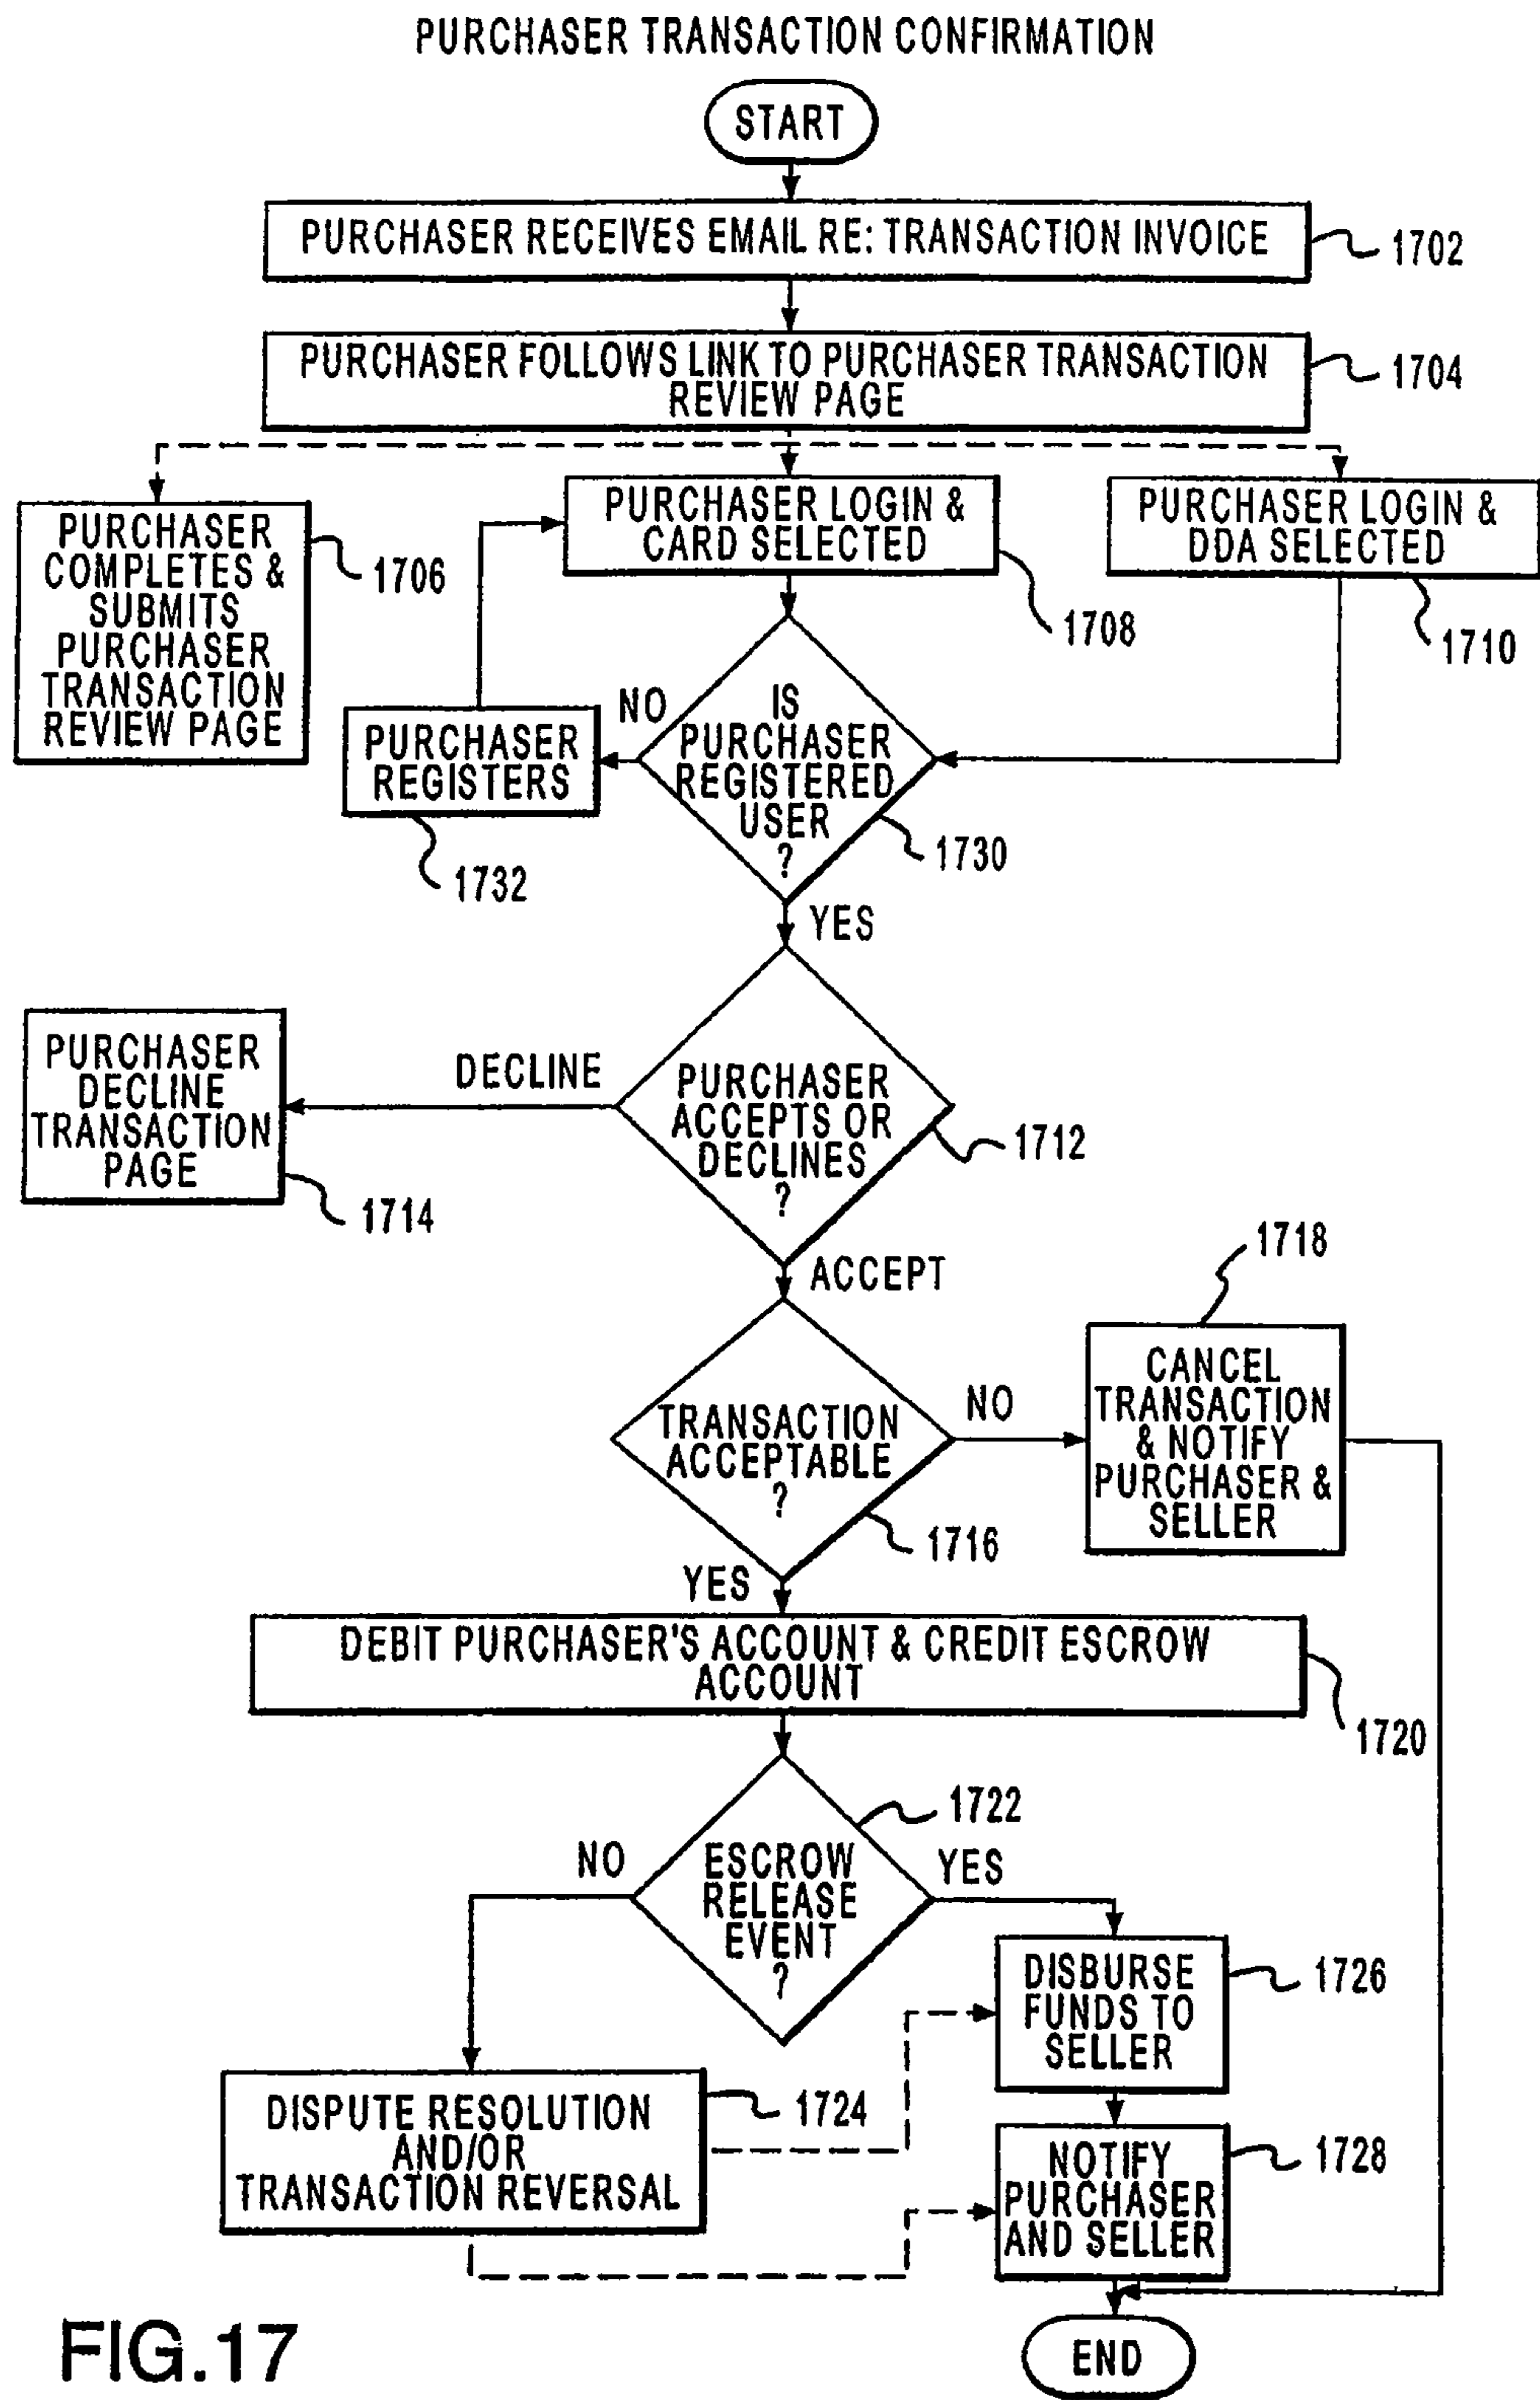 PURCHASER TRANSACTION CONFIRMATION
START
PURCHASER RECEIVES EMAIL RE: TRANSACTION INVOICE
1702
PURCHASER FOLLOWS LINK TO PURCHASER TRANSACTION
REVIEW PAGE
1704
PURCHASER
COMPLETES &
SUBMITS
PURCHASER
TRANSACTION
REVIEW PAGE
1706
PURCHASER LOGIN &
CARD SELECTED
1708
PURCHASER LOGIN &
DDA SELECTED
1710
NO
IS
PURCHASER
REGISTERED
USER
?
1730
PURCHASER
REGISTERS
1732
YES
PURCHASER
DECLINE
TRANSACTION
PAGE
1714
DECLINE
PURCHASER
ACCEPTS OR
DECLINES
?
1712
ACCEPT
1718
TRANSACTION
ACCEPTABLE
?
1716
NO
CANCEL
TRANSACTION
& NOTIFY
PURCHASER &
SELLER
YES
DEBIT PURCHASER'S ACCOUNT & CREDIT ESCROW
ACCOUNT
1720
1722
NO
ESCROW
RELEASE
EVENT
?
YES
DISBURSE
FUNDS TO
SELLER
1726
DISPUTE RESOLUTION
AND/OR
TRANSACTION REVERSAL
1724
NOTIFY
PURCHASER
AND SELLER
1728
END
FIG.17